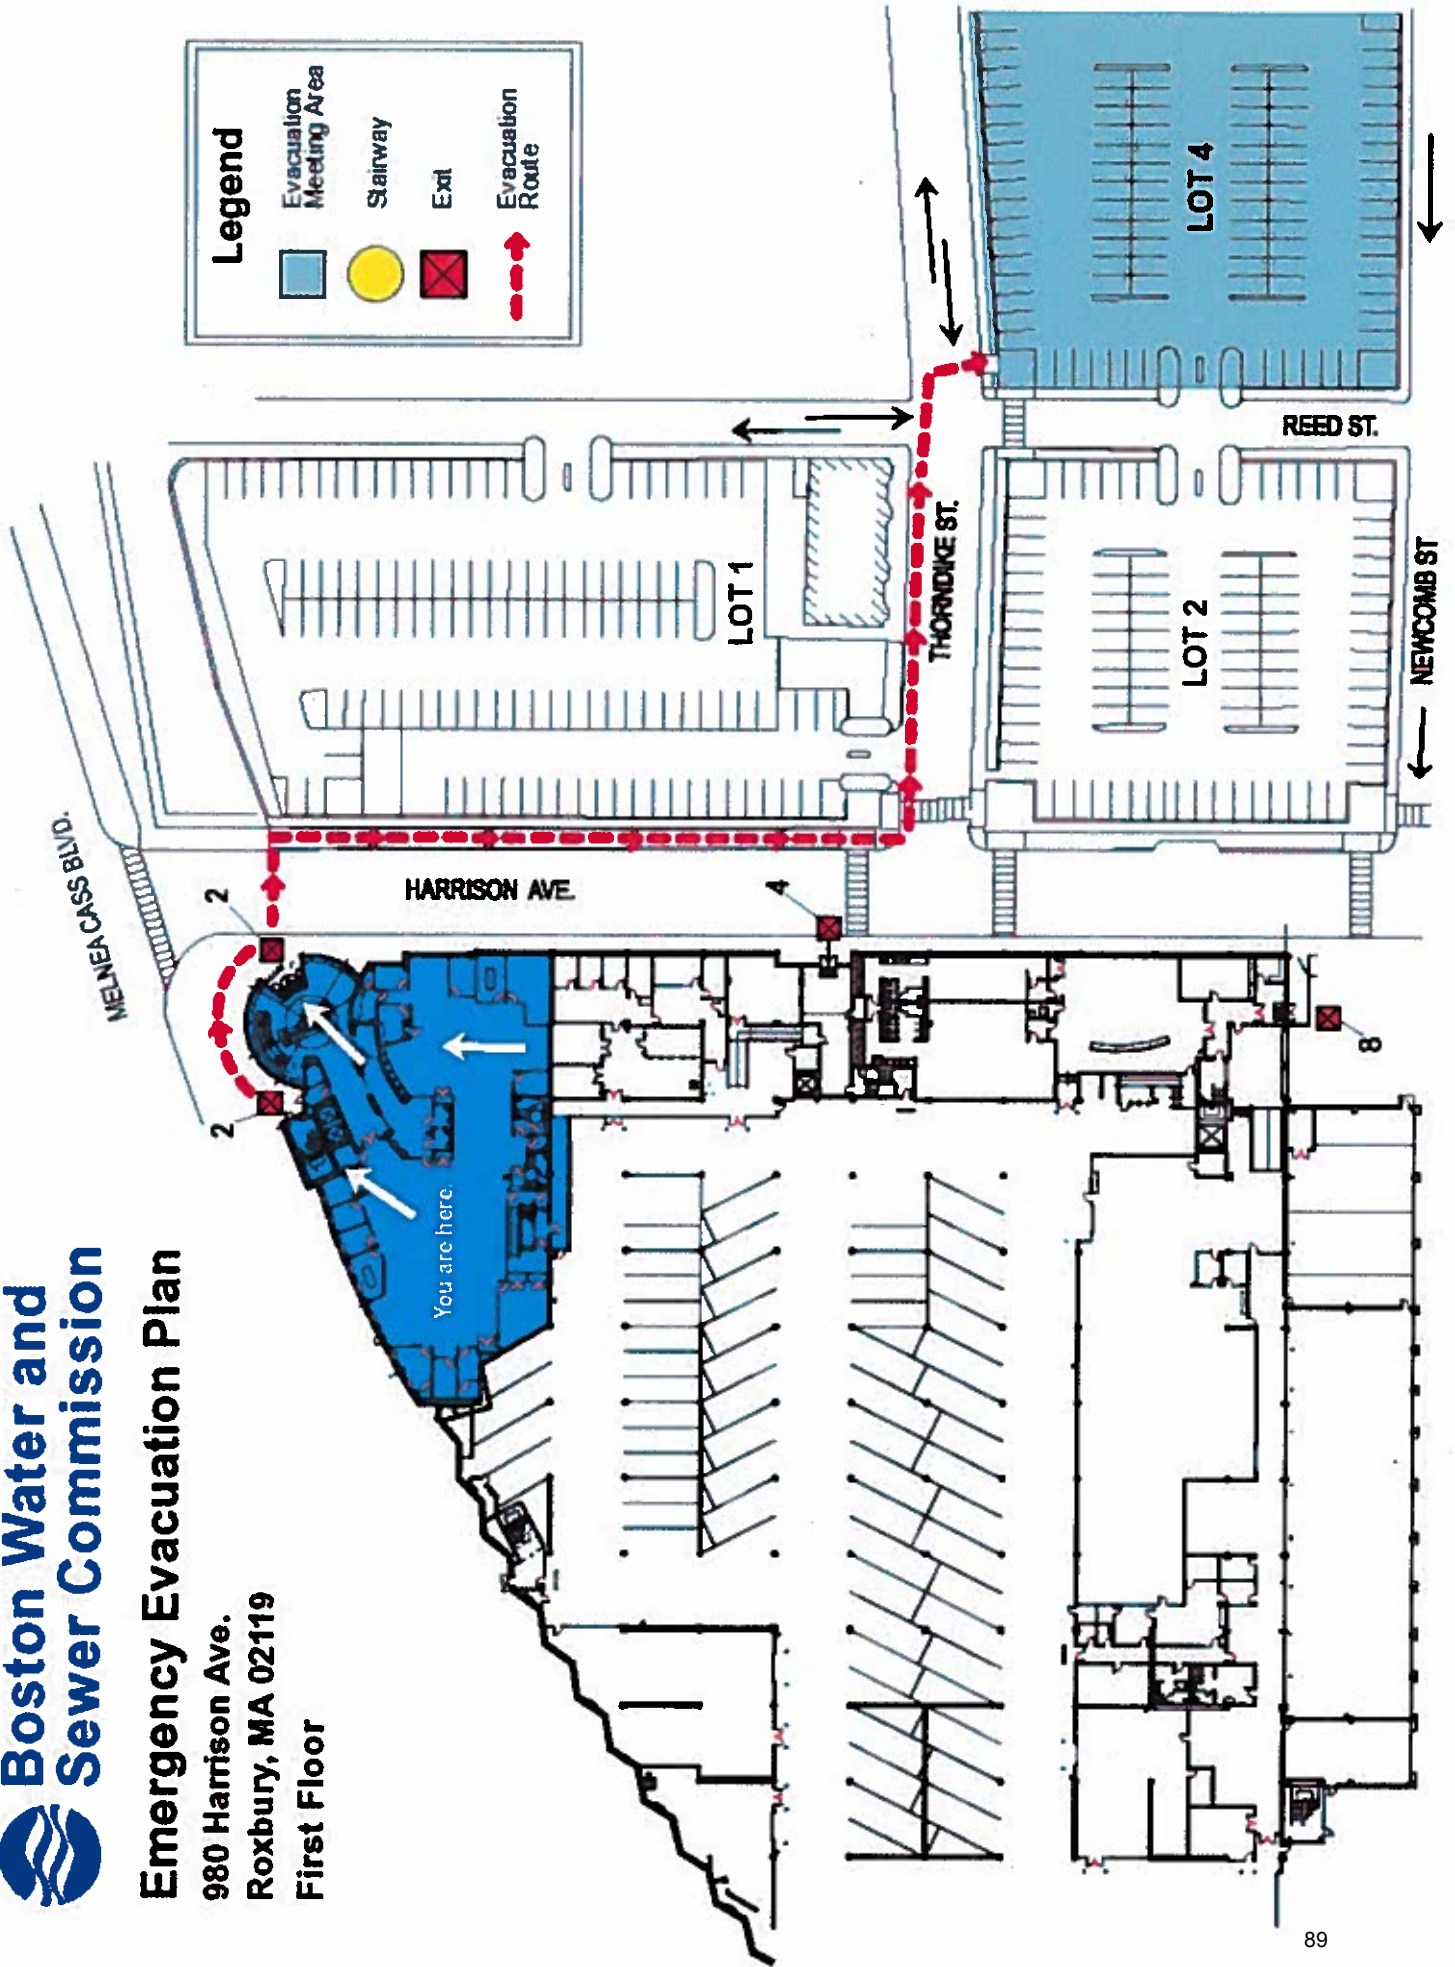 Boston Water and
Sewer Commission
Emergency Evacuation Plan
980 Harrison Ave.
Roxbury, MA 02119
First Floor
Legend
Evacuation
Meeting Area
Stairway
Exit
Evacuation
Route
MELNEA CASS BLVD.
2
2
HARRISON AVE.
4
8
You are here.
LOT 1
THORNDIKE ST.
LOT 2
LOT 4
REED ST.
NEWCOMB ST
89